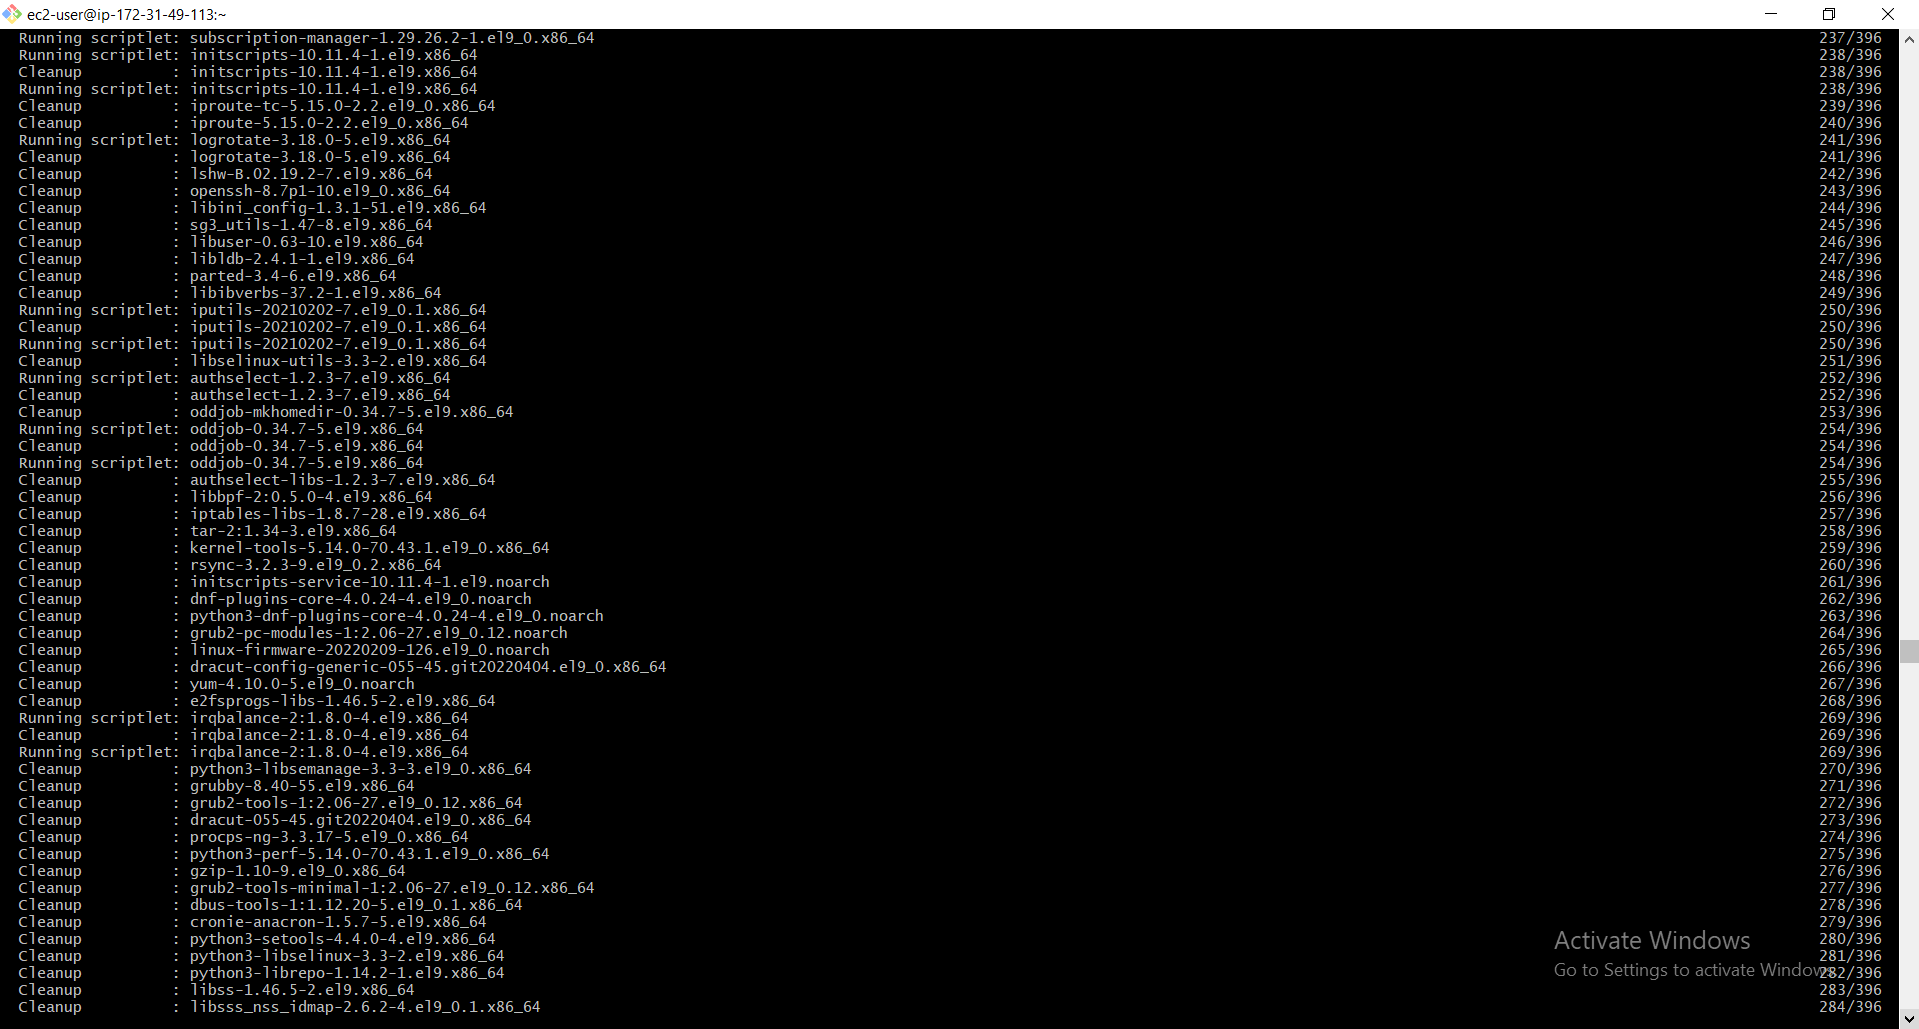 ec2-user@ip-172-31-49-113:~
Running scriptlet: subscription-manager-1.29.26.2-1.el9_0.x86_64 237/396
Running scriptlet: initscripts-10.11.4-1.el9.x86_64 238/396
Cleanup : initscripts-10.11.4-1.el9.x86_64 238/396
Running scriptlet: initscripts-10.11.4-1.el9.x86_64 238/396
Cleanup : iproute-tc-5.15.0-2.2.el9_0.x86_64 239/396
Cleanup : iproute-5.15.0-2.2.el9_0.x86_64 240/396
Running scriptlet: logrotate-3.18.0-5.el9.x86_64 241/396
Cleanup : logrotate-3.18.0-5.el9.x86_64 241/396
Cleanup : lshw-B.02.19.2-7.el9.x86_64 242/396
Cleanup : openssh-8.7p1-10.el9_0.x86_64 243/396
Cleanup : libini_config-1.3.1-51.el9.x86_64 244/396
Cleanup : sg3_utils-1.47-8.el9.x86_64 245/396
Cleanup : libuser-0.63-10.el9.x86_64 246/396
Cleanup : libldb-2.4.1-1.el9.x86_64 247/396
Cleanup : parted-3.4-6.el9.x86_64 248/396
Cleanup : libibverbs-37.2-1.el9.x86_64 249/396
Running scriptlet: iputils-20210202-7.el9_0.1.x86_64 250/396
Cleanup : iputils-20210202-7.el9_0.1.x86_64 250/396
Running scriptlet: iputils-20210202-7.el9_0.1.x86_64 250/396
Cleanup : libselinux-utils-3.3-2.el9.x86_64 251/396
Running scriptlet: authselect-1.2.3-7.el9.x86_64 252/396
Cleanup : authselect-1.2.3-7.el9.x86_64 252/396
Cleanup : oddjob-mkhomedir-0.34.7-5.el9.x86_64 253/396
Running scriptlet: oddjob-0.34.7-5.el9.x86_64 254/396
Cleanup : oddjob-0.34.7-5.el9.x86_64 254/396
Running scriptlet: oddjob-0.34.7-5.el9.x86_64 254/396
Cleanup : authselect-libs-1.2.3-7.el9.x86_64 255/396
Cleanup : libbpf-2:0.5.0-4.el9.x86_64 256/396
Cleanup : iptables-libs-1.8.7-28.el9.x86_64 257/396
Cleanup : tar-2:1.34-3.el9.x86_64 258/396
Cleanup : kernel-tools-5.14.0-70.43.1.el9_0.x86_64 259/396
Cleanup : rsync-3.2.3-9.el9_0.2.x86_64 260/396
Cleanup : initscripts-service-10.11.4-1.el9.noarch 261/396
Cleanup : dnf-plugins-core-4.0.24-4.el9_0.noarch 262/396
Cleanup : python3-dnf-plugins-core-4.0.24-4.el9_0.noarch 263/396
Cleanup : grub2-pc-modules-1:2.06-27.el9_0.12.noarch 264/396
Cleanup : linux-firmware-20220209-126.el9_0.noarch 265/396
Cleanup : dracut-config-generic-055-45.git20220404.el9_0.x86_64 266/396
Cleanup : yum-4.10.0-5.el9_0.noarch 267/396
Cleanup : e2fsprogs-libs-1.46.5-2.el9.x86_64 268/396
Running scriptlet: irqbalance-2:1.8.0-4.el9.x86_64 269/396
Cleanup : irqbalance-2:1.8.0-4.el9.x86_64 269/396
Running scriptlet: irqbalance-2:1.8.0-4.el9.x86_64 269/396
Cleanup : python3-libsemanage-3.3-3.el9_0.x86_64 270/396
Cleanup : grubby-8.40-55.el9.x86_64 271/396
Cleanup : grub2-tools-1:2.06-27.el9_0.12.x86_64 272/396
Cleanup : dracut-055-45.git20220404.el9_0.x86_64 273/396
Cleanup : procps-ng-3.3.17-5.el9_0.x86_64 274/396
Cleanup : python3-perf-5.14.0-70.43.1.el9_0.x86_64 275/396
Cleanup : gzip-1.10-9.el9_0.x86_64 276/396
Cleanup : grub2-tools-minimal-1:2.06-27.el9_0.12.x86_64 277/396
Cleanup : dbus-tools-1:1.12.20-5.el9_0.1.x86_64 278/396
Cleanup : cronie-anacron-1.5.7-5.el9.x86_64 279/396
Cleanup : python3-setools-4.4.0-4.el9.x86_64 280/396
Cleanup : python3-libselinux-3.3-2.el9.x86_64 281/396
Cleanup : python3-librepo-1.14.2-1.el9.x86_64 282/396
Cleanup : libss-1.46.5-2.el9.x86_64 283/396
Cleanup : libsss_nss_idmap-2.6.2-4.el9_0.1.x86_64 284/396
Activate Windows
Go to Settings to activate Windows.